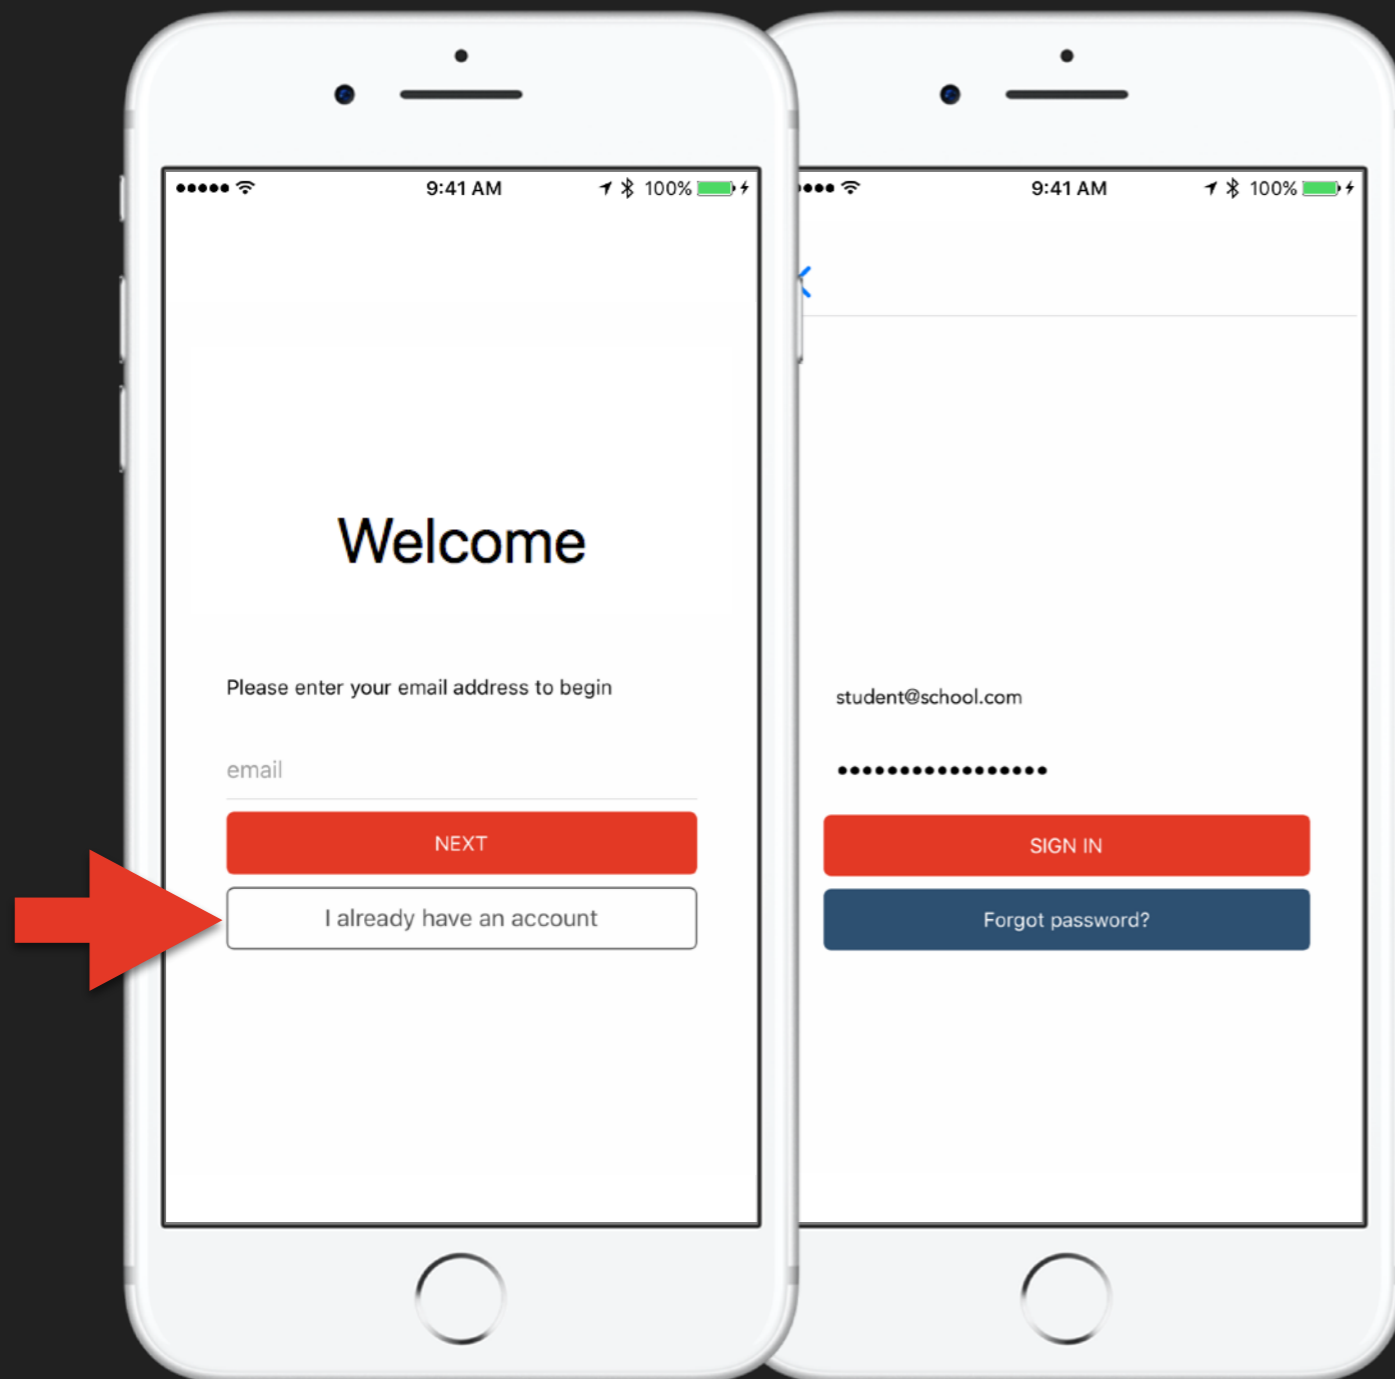 9:41 AM
100%
Welcome
Please enter your email address to begin
email
NEXT
I already have an account
9:41 AM
100%
student@school.com
•••••••••••••••••
SIGN IN
Forgot password?